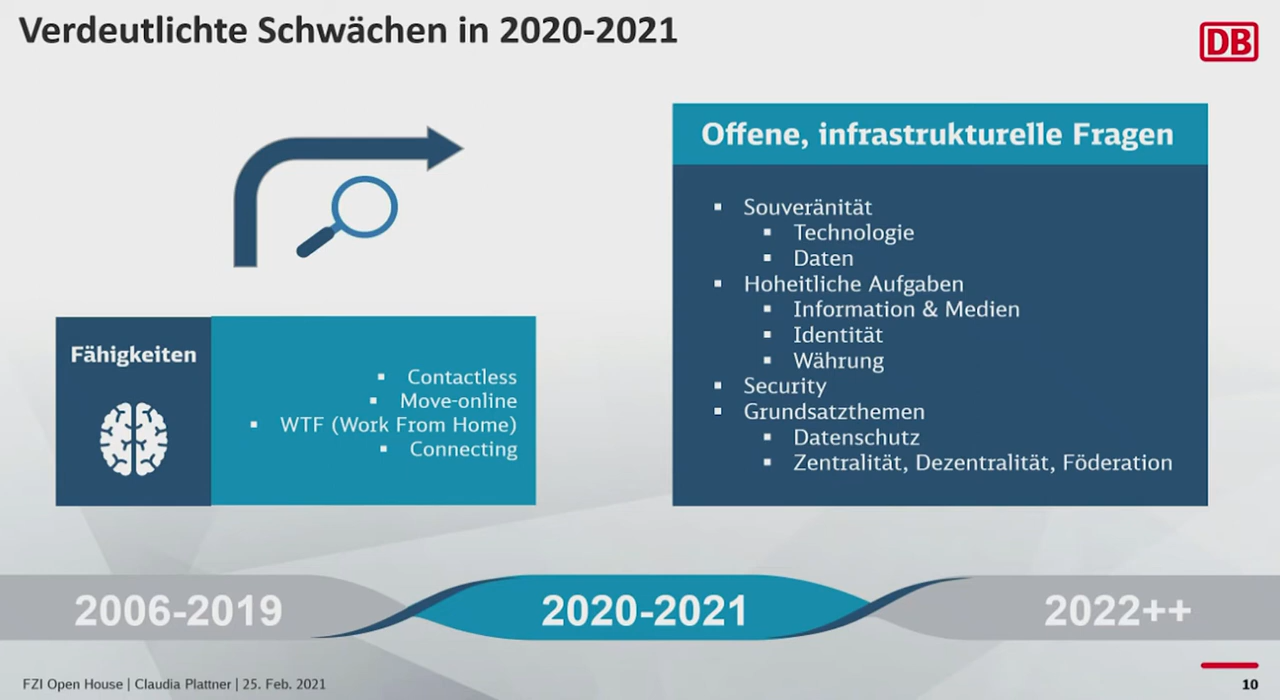 Verdeutlichte Schwächen in 2020-2021
DB
Offene, infrastrukturelle Fragen
▪ Souveränität
▪ Technologie
▪ Daten
▪ Hoheitliche Aufgaben
▪ Information & Medien
▪ Identität
▪ Währung
▪ Security
▪ Grundsatzthemen
▪ Datenschutz
▪ Zentralität, Dezentralität, Föderation
Fähigkeiten
▪ Contactless
▪ Move-online
▪ WTF (Work From Home)
▪ Connecting
2006-2019
2020-2021
2022++
FZI Open House | Claudia Plattner | 25. Feb. 2021
10